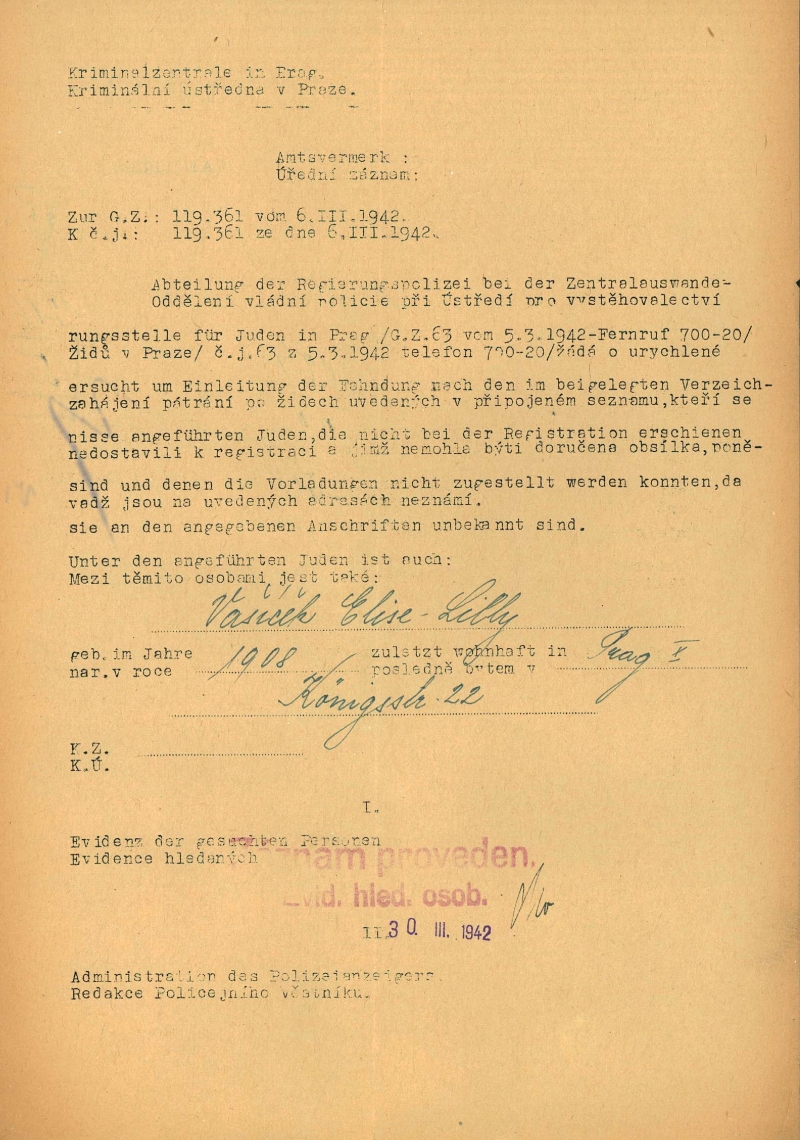 Kriminalzentrale in Prag.
Kriminální ústředna v Praze.
Amtsvermerk :
Úřední záznam:
Zur G.Z.: 119.361 vom 6.III.1942.
K č.j.: 119.361 ze dne 6.III.1942.
Abteilung der Regierungspolizei bei der Zentralauswande-
Oddělení vládní policie při Ústředí pro vystěhovalectví
rungsstelle für Juden in Prag /G.Z.63 vom 5.3.1942-Fernruf 700-20/
Židů v Praze/ č.j.63 z 5.3.1942 telefon 700-20/žádá o urychlené
ersucht um Einleitung der Fahndung nach den im beigelegten Verzeich-
zahájení pátrání po židech uvedených v připojeném seznamu,kteří se
nisse angeführten Juden,die nicht bei der Registration erschienen
nedostavili k registraci a jimž nemohla býti doručena obsílka,poně-
sind und denen die Vorladungen nicht zugestellt werden konnten,da
vadž jsou na uvedených adresách neznámí.
sie an den angegebenen Anschriften unbekannt sind.
Unter den angeführten Juden ist auch:
Mezi těmito osobami jest také:
Vašíček Elise-Lilly
geb.im Jahre 1908 zuletzt wohnhaft in Prag V
nar.v roce posledně bytem v
Königsstr. 22
K.Z.
K.Ú.
I.
Evidenz der gesuchten Personen
Evidence hledaných
záznam proveden.
Evid. hled. osob.
II. 30. III. 1942
Administration des Polizeianzeigers.
Redakce Policejního věstníku.